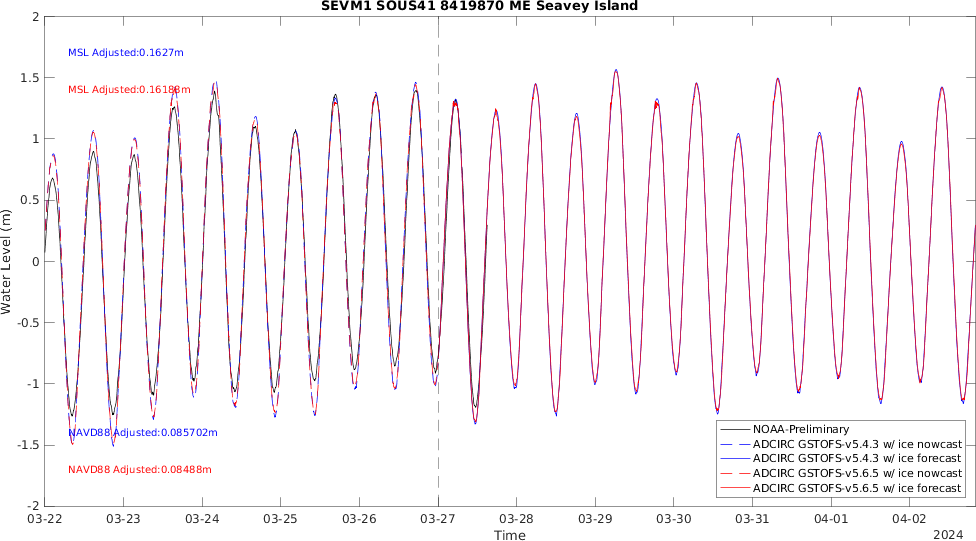 SEVM1 SOUS41 8419870 ME Seavey Island
2
1.5
1
0.5
0
-0.5
-1
-1.5
-2
Water Level (m)
MSL Adjusted:0.1627m
MSL Adjusted:0.16188m
NAVD88 Adjusted:0.085702m
NAVD88 Adjusted:0.08488m
NOAA-Preliminary
ADCIRC GSTOFS-v5.4.3 w/ ice nowcast
ADCIRC GSTOFS-v5.4.3 w/ ice forecast
ADCIRC GSTOFS-v5.6.5 w/ ice nowcast
ADCIRC GSTOFS-v5.6.5 w/ ice forecast
03-22 03-23 03-24 03-25 03-26 03-27 03-28 03-29 03-30 03-31 04-01 04-02
Time
2024